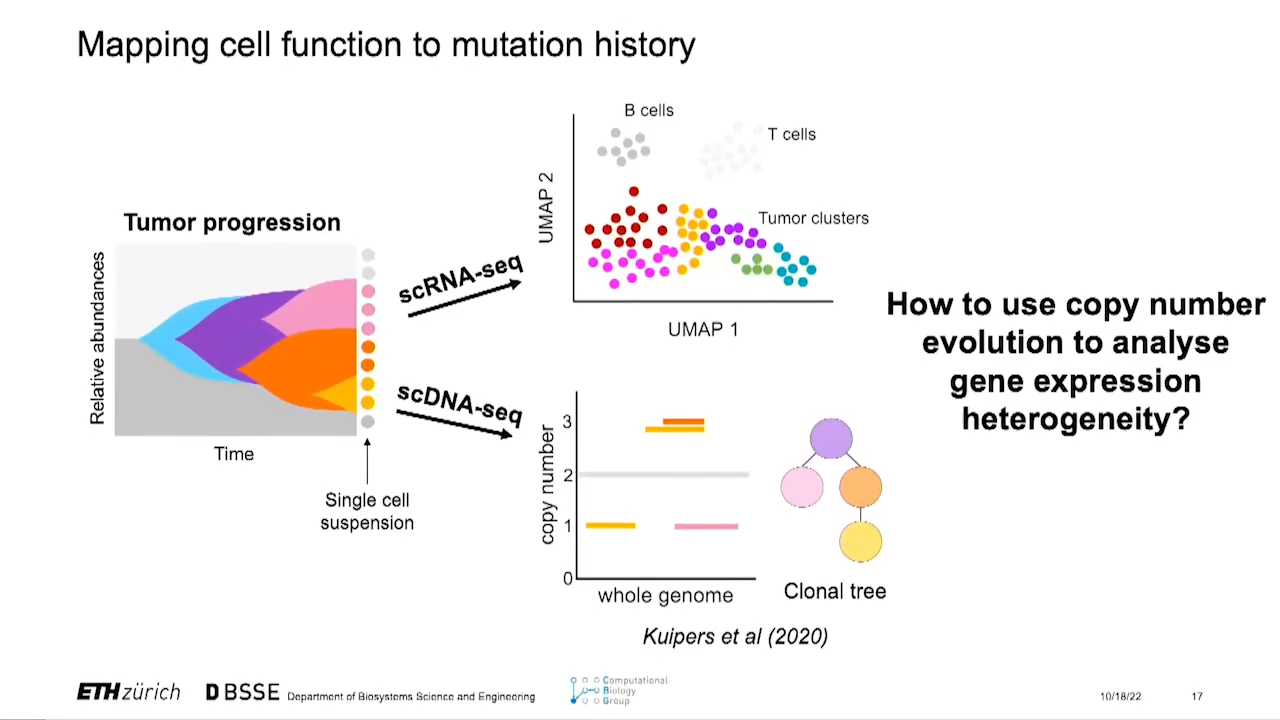 Mapping cell function to mutation history
Tumor progression
Relative abundances
Time
Single cell
suspension
scRNA-seq
scDNA-seq
B cells
T cells
Tumor clusters
UMAP 2
UMAP 1
How to use copy number
evolution to analyse
gene expression
heterogeneity?
copy number
3
2
1
0
whole genome
Clonal tree
Kuipers et al (2020)
ETH zürich
D BSSE Department of Biosystems Science and Engineering
Computational
Biology
Group
10/18/22
17